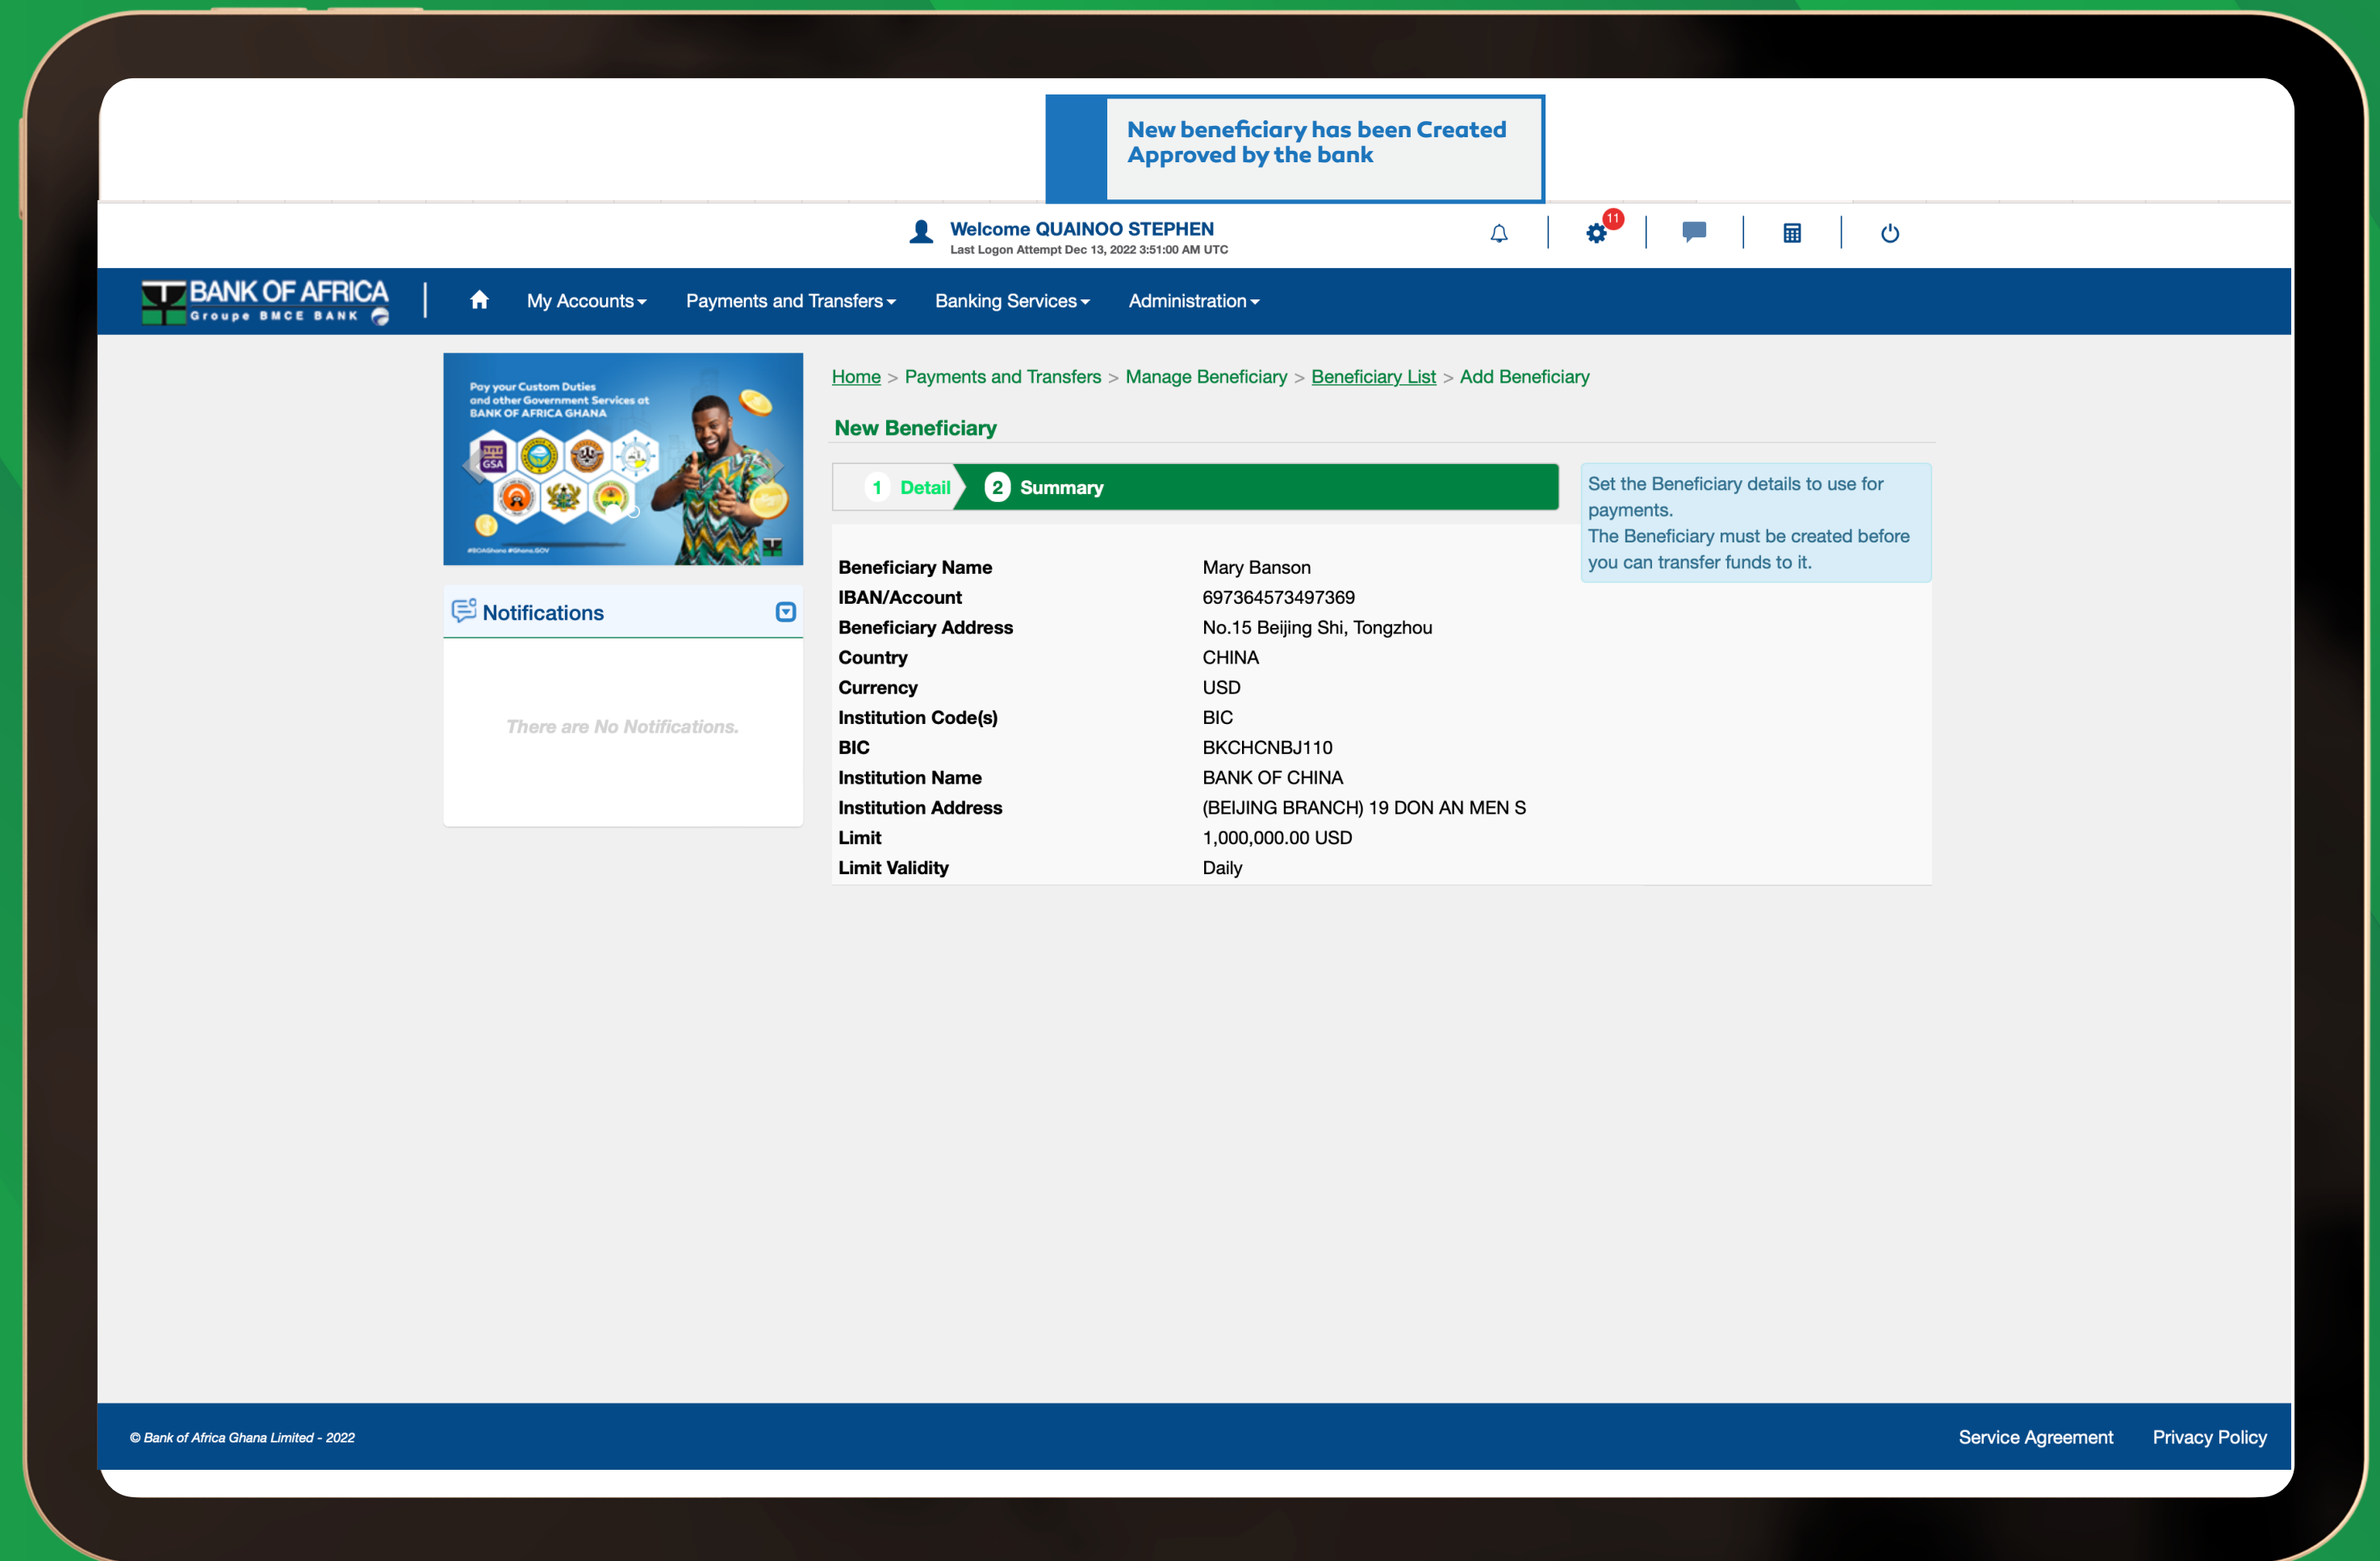 New beneficiary has been Created
Approved by the bank
Welcome QUAINOO STEPHEN
Last Logon Attempt Dec 13, 2022 3:51:00 AM UTC
11
BANK OF AFRICA
Groupe BMCE BANK
My Accounts
Payments and Transfers
Banking Services
Administration
Pay your Custom Duties
and other Government Services at
BANK OF AFRICA GHANA
GSA
#BOAGhana #Ghana.GOV
Notifications
There are No Notifications.
Home > Payments and Transfers > Manage Beneficiary > Beneficiary List > Add Beneficiary
New Beneficiary
1 Detail 2 Summary
Set the Beneficiary details to use for
payments.
The Beneficiary must be created before
you can transfer funds to it.
Beneficiary Name Mary Banson
IBAN/Account 697364573497369
Beneficiary Address No.15 Beijing Shi, Tongzhou
Country CHINA
Currency USD
Institution Code(s) BIC
BIC BKCHCNBJ110
Institution Name BANK OF CHINA
Institution Address (BEIJING BRANCH) 19 DON AN MEN S
Limit 1,000,000.00 USD
Limit Validity Daily
© Bank of Africa Ghana Limited - 2022
Service Agreement
Privacy Policy